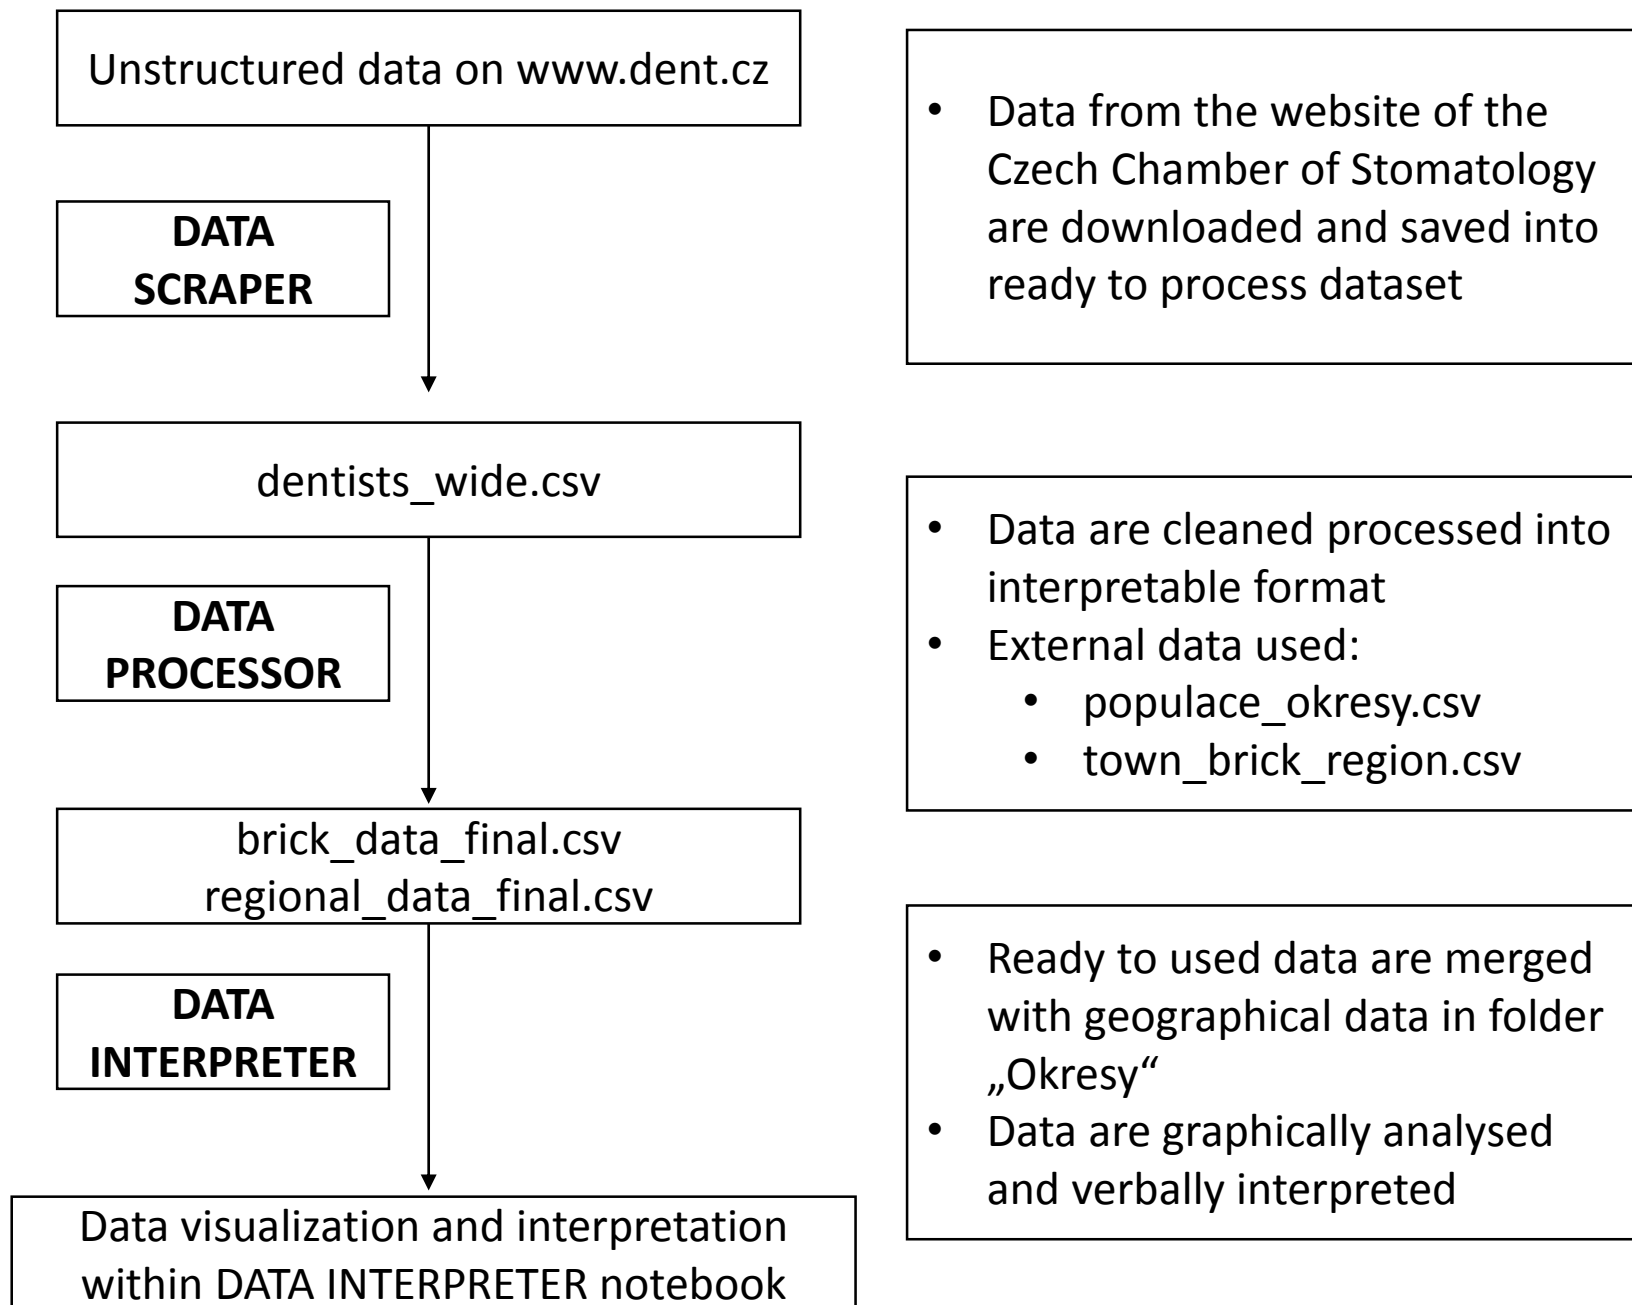 Unstructured data on www.dent.cz
DATA
SCRAPER
dentists_wide.csv
DATA
PROCESSOR
brick_data_final.csv
regional_data_final.csv
DATA
INTERPRETER
Data visualization and interpretation
within DATA INTERPRETER notebook
• Data from the website of the
Czech Chamber of Stomatology
are downloaded and saved into
ready to process dataset
• Data are cleaned processed into
interpretable format
• External data used:
• populace_okresy.csv
• town_brick_region.csv
• Ready to used data are merged
with geographical data in folder
„Okresy“
• Data are graphically analysed
and verbally interpreted